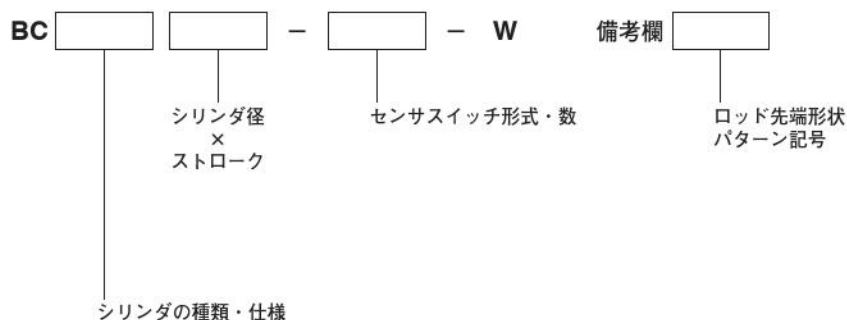 BC － － W 備考欄
シリンダ径
×
ストローク
センサスイッチ形式・数
ロッド先端形状
パターン記号
シリンダの種類・仕様